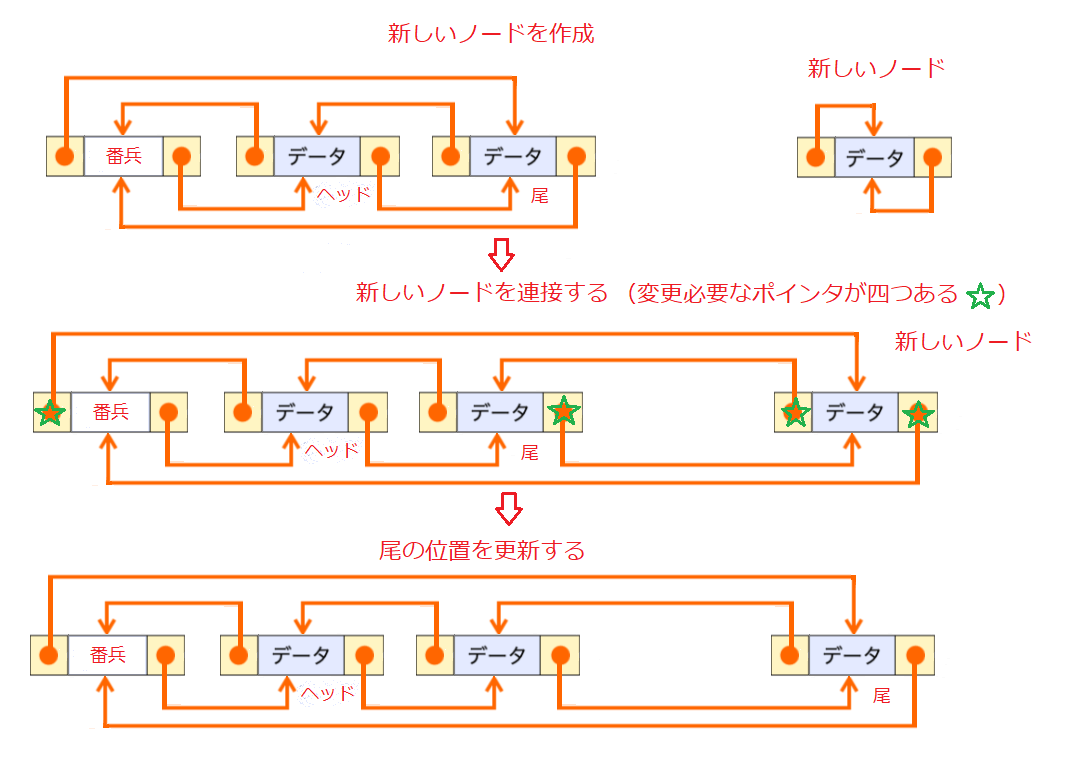 新しいノードを作成
新しいノード
番兵 データ データ データ
ヘッド 尾
新しいノードを連接する （変更必要なポインタが四つある ）
新しいノード
番兵 データ データ データ
ヘッド 尾
尾の位置を更新する
番兵 データ データ データ
ヘッド 尾